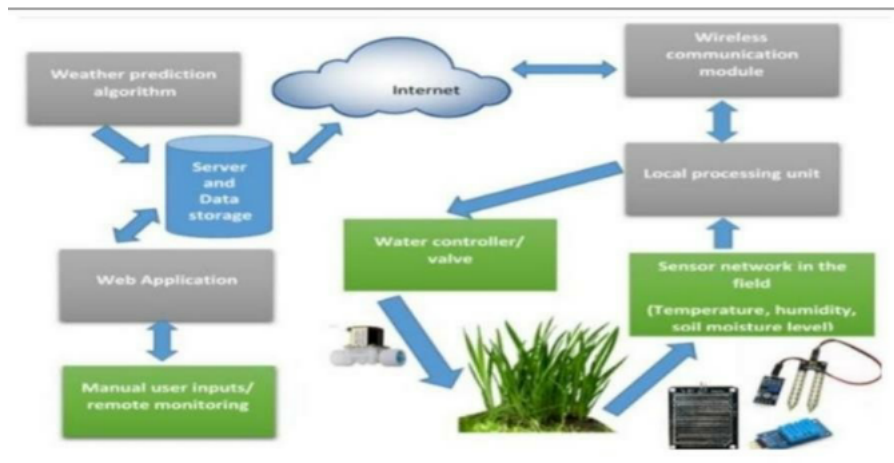 Weather prediction
algorithm
Internet
Wireless
communication
module
Server
and
Data
storage
Local processing unit
Water controller/
valve
Web Application
Sensor network in the
field
(Temperature, humidity,
soil moisture level)
Manual user inputs/
remote monitoring